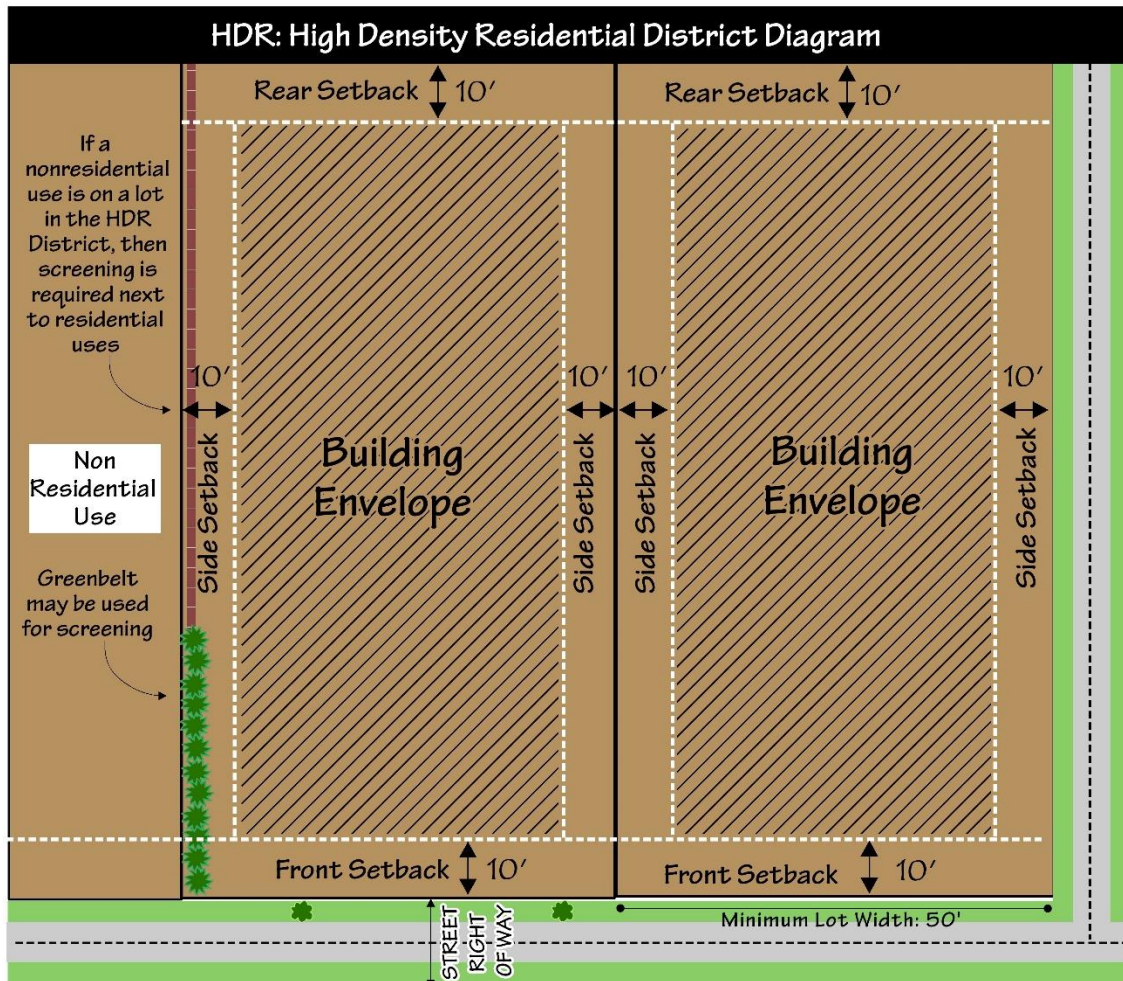 HDR: High Density Residential District Diagram
Rear Setback 10'
Rear Setback 10'
If a
nonresidential
use is on a lot
in the HDR
District, then
screening is
required next
to residential
uses
10'
10'
10'
10'
Non
Residential
Use
Side Setback
Building
Envelope
Side Setback
Side Setback
Building
Envelope
Side Setback
Greenbelt
may be used
for screening
Front Setback 10'
Front Setback 10'
STREET
RIGHT
OF WAY
Minimum Lot Width: 50'